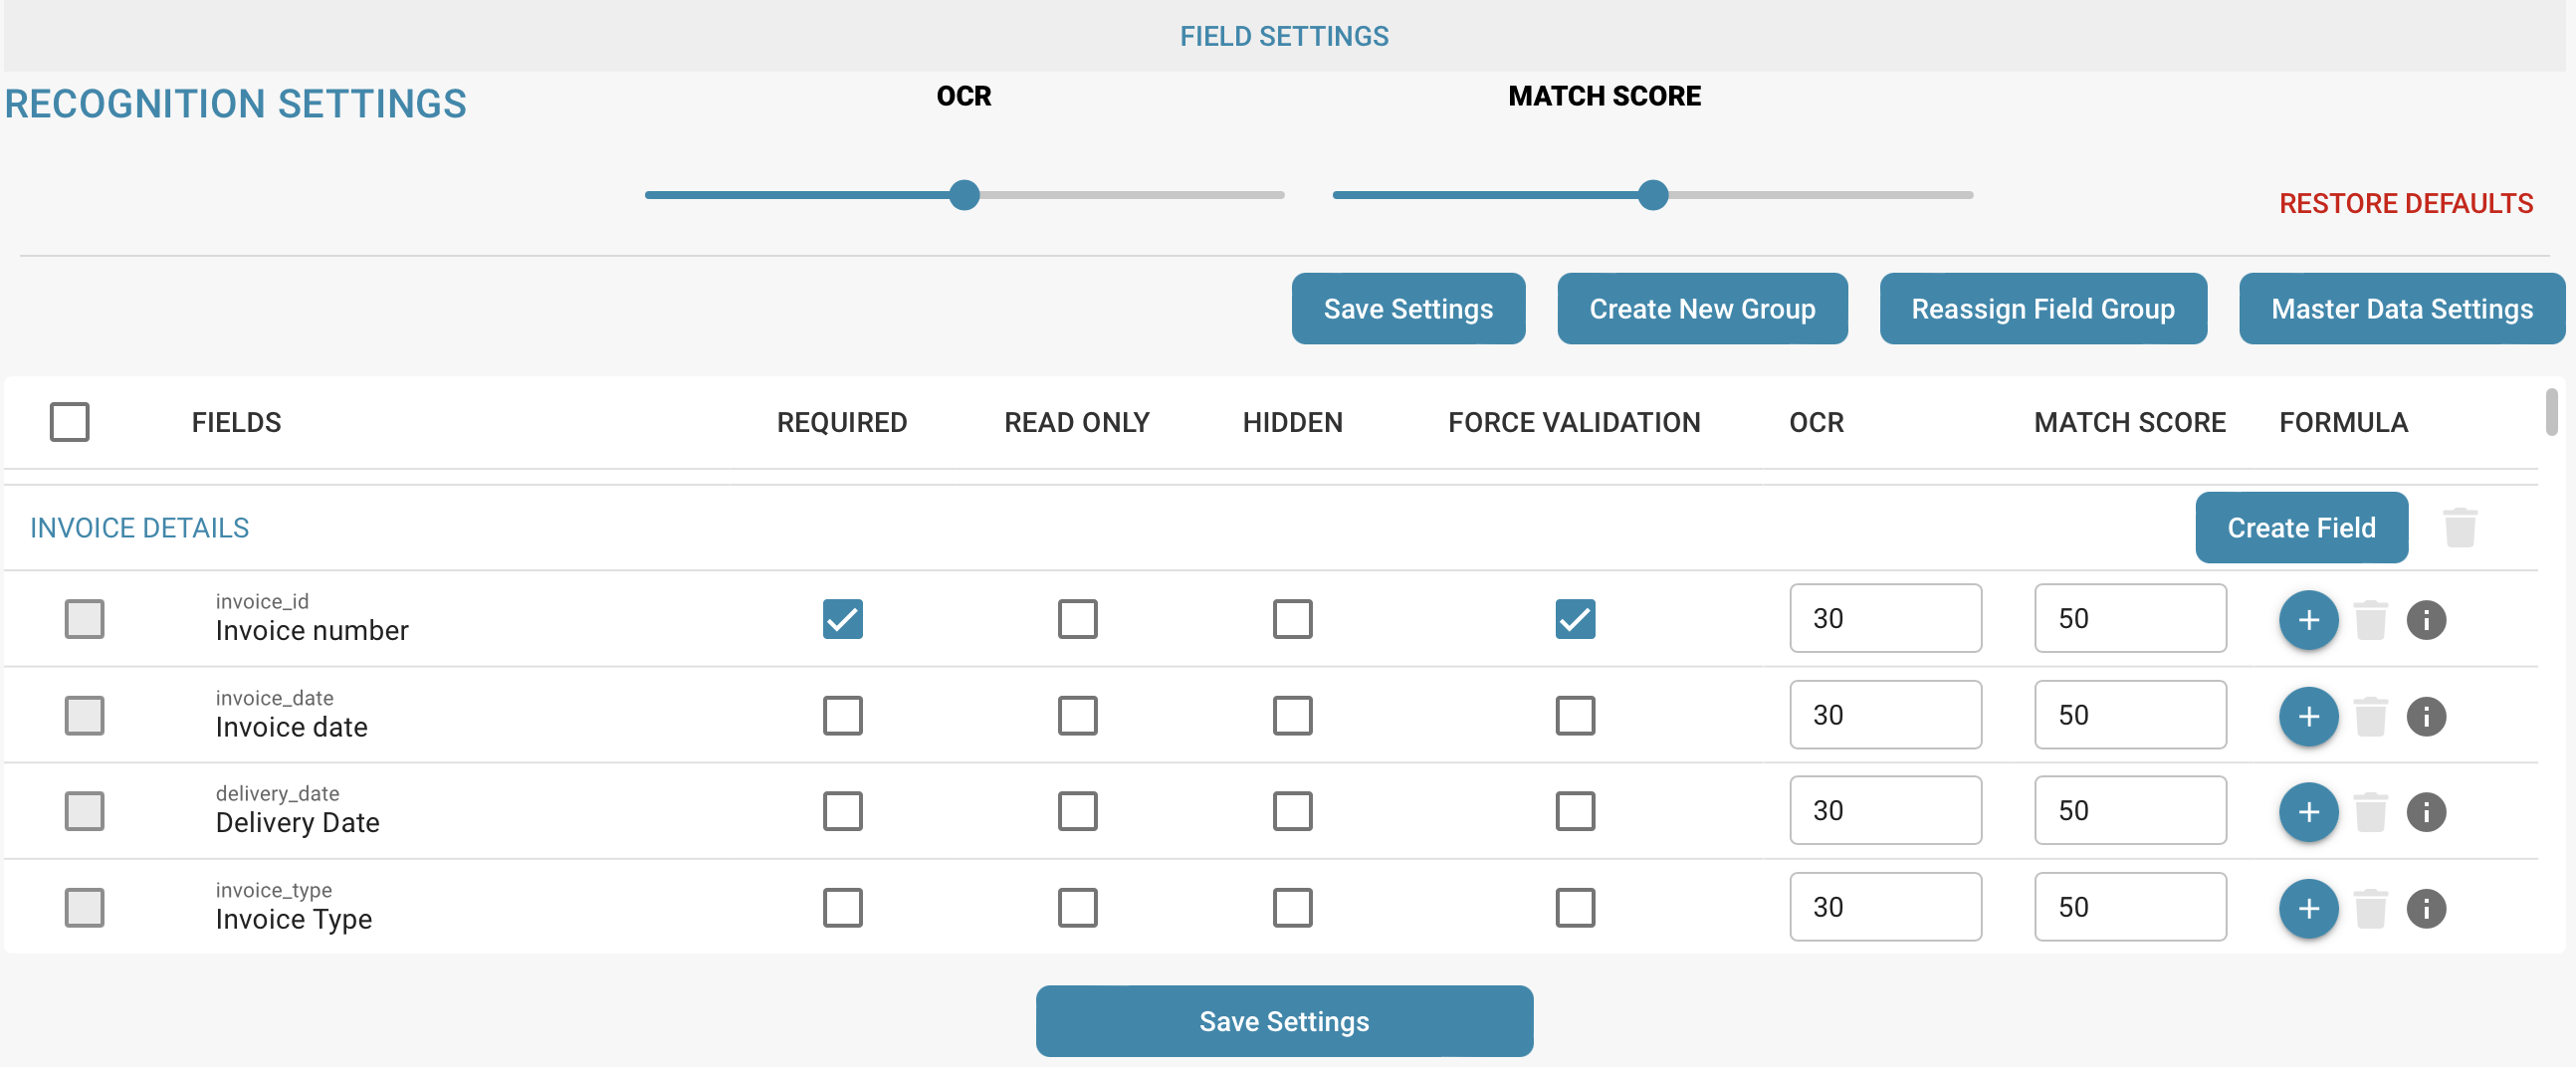 FIELD SETTINGS
RECOGNITION SETTINGS
OCR
MATCH SCORE
RESTORE DEFAULTS
Save Settings
Create New Group
Reassign Field Group
Master Data Settings
FIELDS REQUIRED READ ONLY HIDDEN FORCE VALIDATION OCR MATCH SCORE FORMULA
INVOICE DETAILS
Create Field
invoice_id
Invoice number
30
50
invoice_date
Invoice date
30
50
delivery_date
Delivery Date
30
50
invoice_type
Invoice Type
30
50
Save Settings